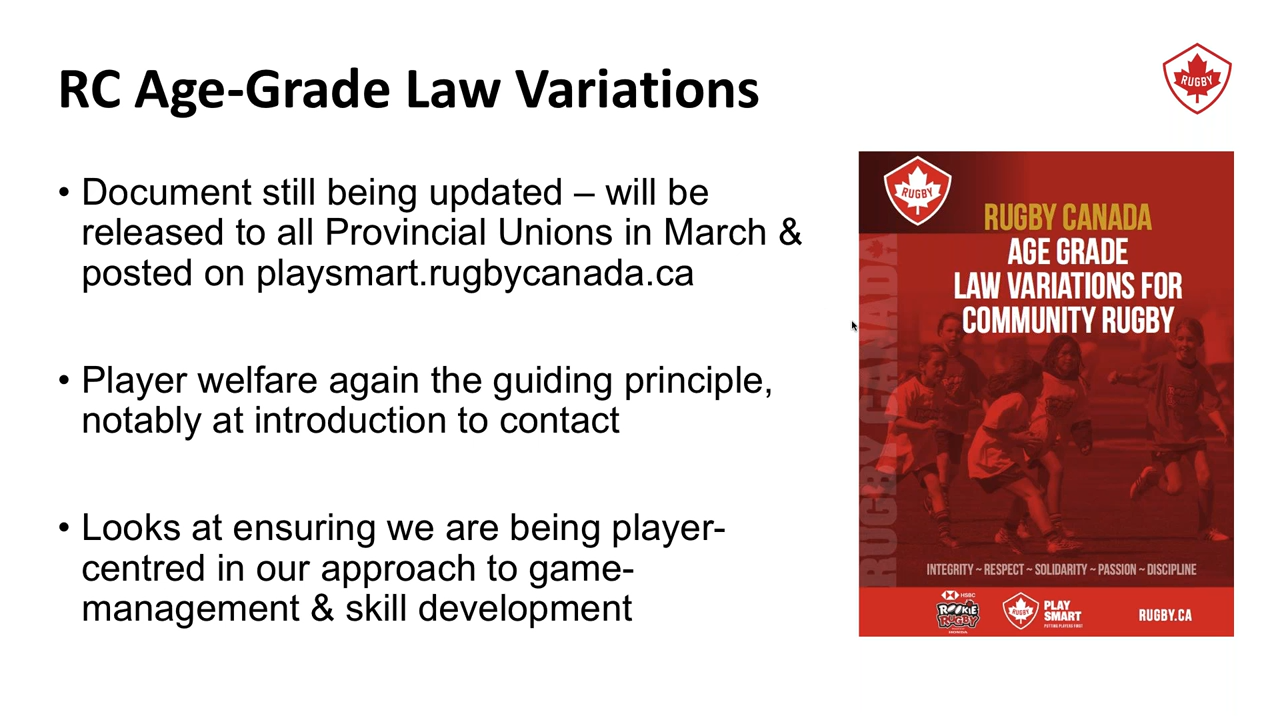 RC Age-Grade Law Variations
RUGBY
• Document still being updated – will be
released to all Provincial Unions in March &
posted on playsmart.rugbycanada.ca
• Player welfare again the guiding principle,
notably at introduction to contact
• Looks at ensuring we are being player-
centred in our approach to game-
management & skill development
RUGBY
RUGBY CANADA
AGE GRADE
LAW VARIATIONS FOR
COMMUNITY RUGBY
RUGBY CANADA
INTEGRITY ~ RESPECT ~ SOLIDARITY ~ PASSION ~ DISCIPLINE
HSBC
ROOKIE
RUGBY
RUGBY
PLAY
SMART
PUTTING PLAYERS FIRST
RUGBY.CA